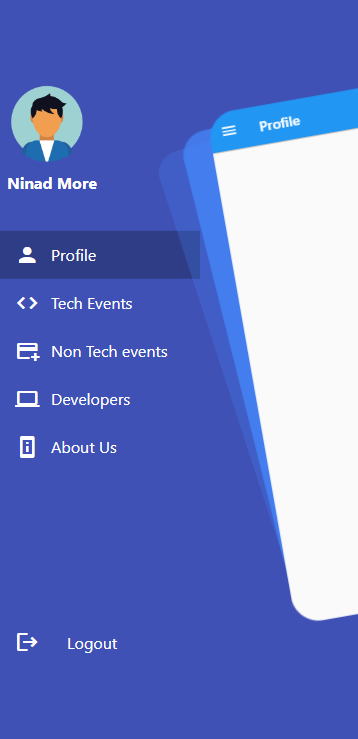 Profile
Ninad More
Profile
Tech Events
Non Tech events
Developers
About Us
Logout